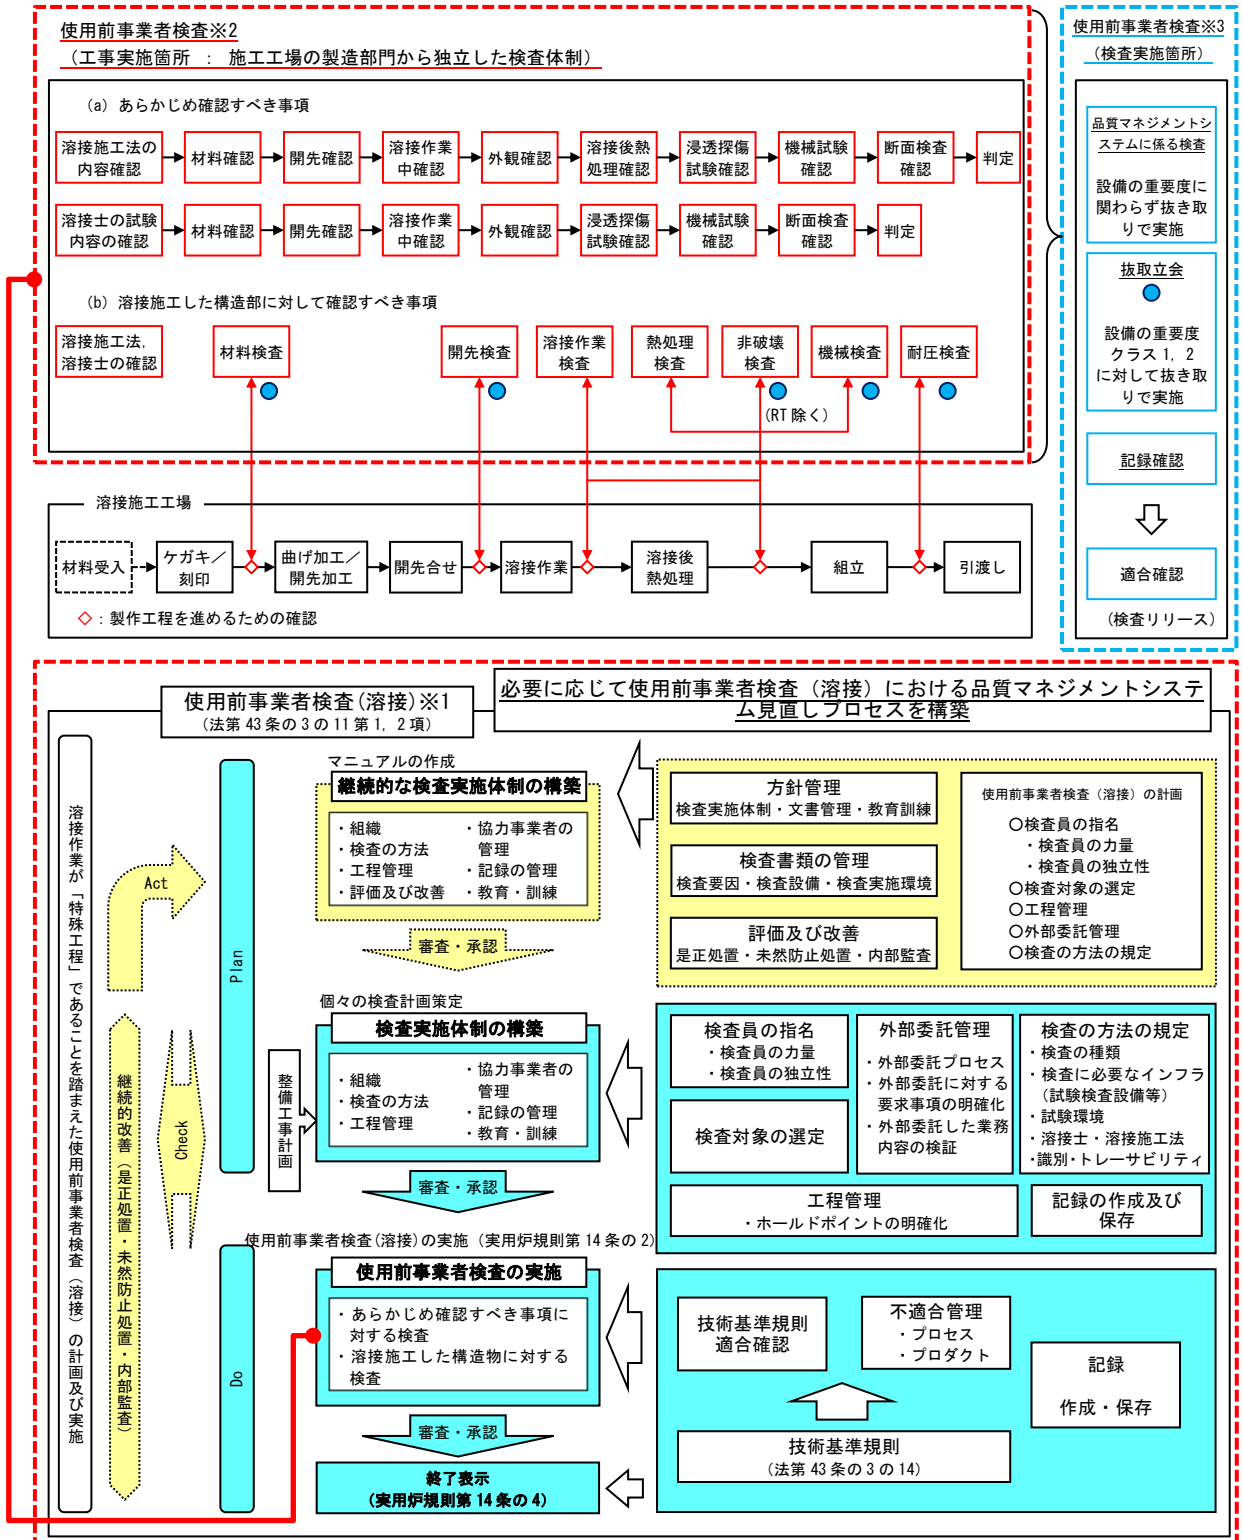 使用前事業者検査※2
（工事実施箇所 ： 施工工場の製造部門から独立した検査体制）
(a) あらかじめ確認すべき事項
溶接施工法の
内容確認
材料確認
開先確認
溶接作業
中確認
外観確認
溶接後熱
処理確認
浸透探傷
試験確認
機械試験
確認
断面検査
確認
判定
溶接士の試験
内容の確認
材料確認
開先確認
溶接作業
中確認
外観確認
浸透探傷
試験確認
機械試験
確認
断面検査
確認
判定
(b) 溶接施工した構造部に対して確認すべき事項
溶接施工法，
溶接士の確認
材料検査
開先検査
溶接作業
検査
熱処理
検査
非破壊
検査
機械検査
耐圧検査
(RT 除く)
使用前事業者検査※3
（検査実施箇所）
品質マネジメントシ
ステムに係る検査
設備の重要度に
関わらず抜き取
りで実施
抜取立会
設備の重要度
クラス 1，2
に対して抜き取
りで実施
記録確認
適合確認
(検査リリース)
溶接施工工場
材料受入
ケガキ／
刻印
曲げ加工／
開先加工
開先合せ
溶接作業
溶接後
熱処理
組立
引渡し
◇：製作工程を進めるための確認
使用前事業者検査(溶接)※1
(法第 43 条の 3 の 11 第 1，2 項)
必要に応じて使用前事業者検査（溶接）における品質マネジメントシステ
ム見直しプロセスを構築
溶接作業が「特殊工程」であることを踏まえた使用前事業者検査（溶接）の計画及び実施
Act
Plan
Check
継続的改善（是正処置・未然防止処置・内部監査）
Do
マニュアルの作成
継続的な検査実施体制の構築
・組織
・検査の方法
・工程管理
・評価及び改善
・協力事業者の
管理
・記録の管理
・教育・訓練
審査・承認
方針管理
検査実施体制・文書管理・教育訓練
検査書類の管理
検査要因・検査設備・検査実施環境
評価及び改善
是正処置・未然防止処置・内部監査
使用前事業者検査（溶接）の計画
○検査員の指名
・検査員の力量
・検査員の独立性
○検査対象の選定
○工程管理
○外部委託管理
○検査の方法の規定
個々の検査計画策定
検査実施体制の構築
整備工事計画
・組織
・検査の方法
・工程管理
・協力事業者の
管理
・記録の管理
・教育・訓練
審査・承認
検査員の指名
・検査員の力量
・検査員の独立性
検査対象の選定
外部委託管理
・外部委託プロセス
・外部委託に対する
要求事項の明確化
・外部委託した業務
内容の検証
検査の方法の規定
・検査の種類
・検査に必要なインフラ
（試験検査設備等）
・試験環境
・溶接士・溶接施工法
・識別・トレーサビリティ
工程管理
・ホールドポイントの明確化
記録の作成及び
保存
使用前事業者検査(溶接)の実施（実用炉規則第 14 条の 2）
使用前事業者検査の実施
・あらかじめ確認すべき事項に
対する検査
・溶接施工した構造物に対する
検査
審査・承認
終了表示
(実用炉規則第 14 条の 4)
技術基準規則
適合確認
不適合管理
・プロセス
・プロダクト
記録
作成・保存
技術基準規則
(法第 43 条の 3 の 14)